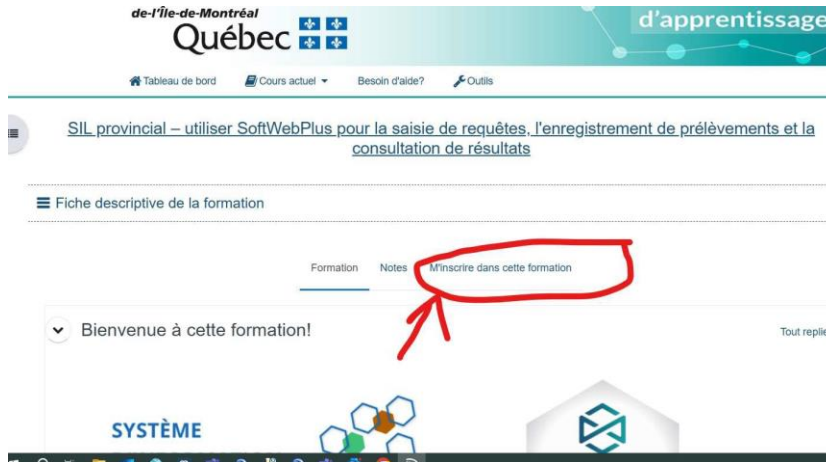 de-l'Île-de-Montréal
Québec
d'apprentissage
Tableau de bord Cours actuel Besoin d'aide? Outils
SIL provincial – utiliser SoftWebPlus pour la saisie de requêtes, l'enregistrement de prélèvements et la
consultation de résultats
Fiche descriptive de la formation
Formation Notes M'inscrire dans cette formation
Bienvenue à cette formation!
Tout replie
SYSTÈME